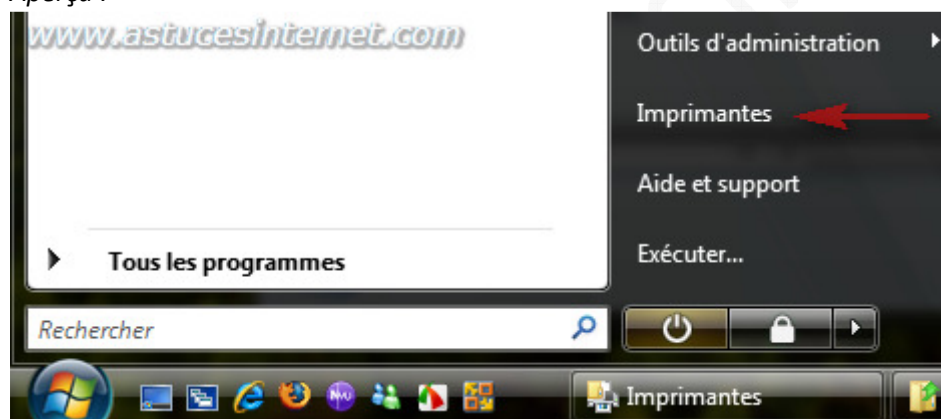 Aperçu :
www.astucesinternet.com
Outils d'administration
Imprimantes
Aide et support
Exécuter...
Tous les programmes
Rechercher
Imprimantes